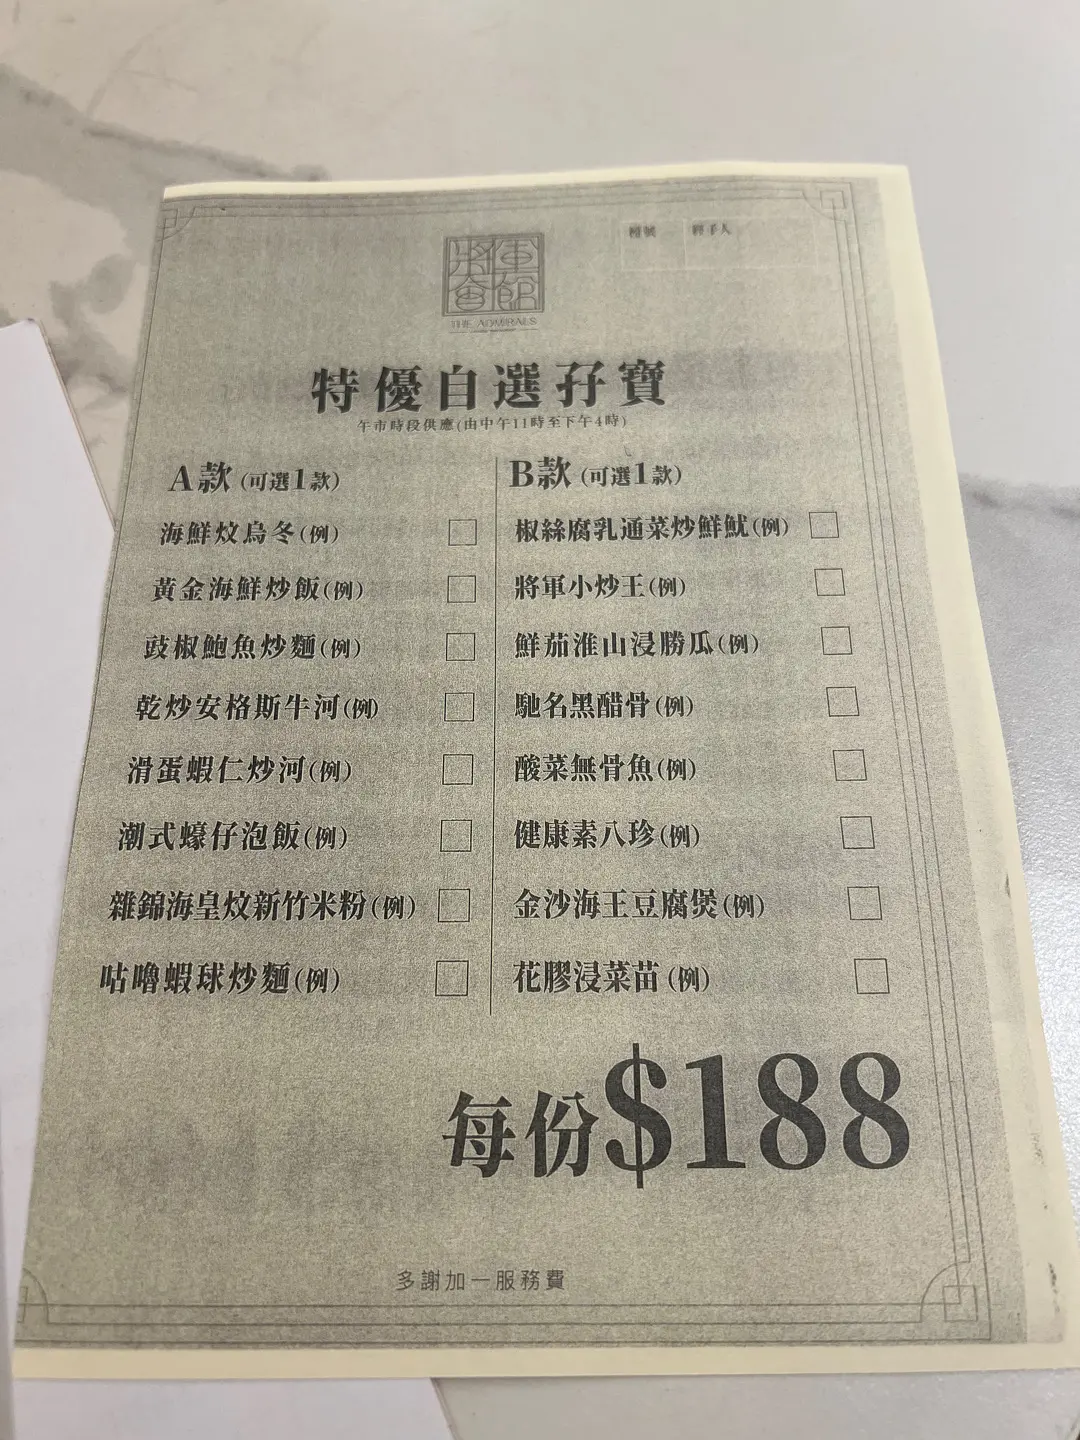 將軍會館
THE ADMIRALS
檯號 經手人
特優自選孖寶
午市時段供應(由中午11時至下午4時)
A款 (可選1款)
海鮮炆烏冬(例)
黃金海鮮炒飯(例)
豉椒鮑魚炒麵(例)
乾炒安格斯牛河(例)
滑蛋蝦仁炒河(例)
潮式蠔仔泡飯(例)
雜錦海皇炆新竹米粉(例)
咕嚕蝦球炒麵(例)
B款 (可選1款)
椒絲腐乳通菜炒鮮魷(例)
將軍小炒王(例)
鮮茄淮山浸勝瓜(例)
馳名黑醋骨(例)
酸菜無骨魚(例)
健康素八珍(例)
金沙海王豆腐煲(例)
花膠浸菜苗(例)
每份$188
多謝加一服務費